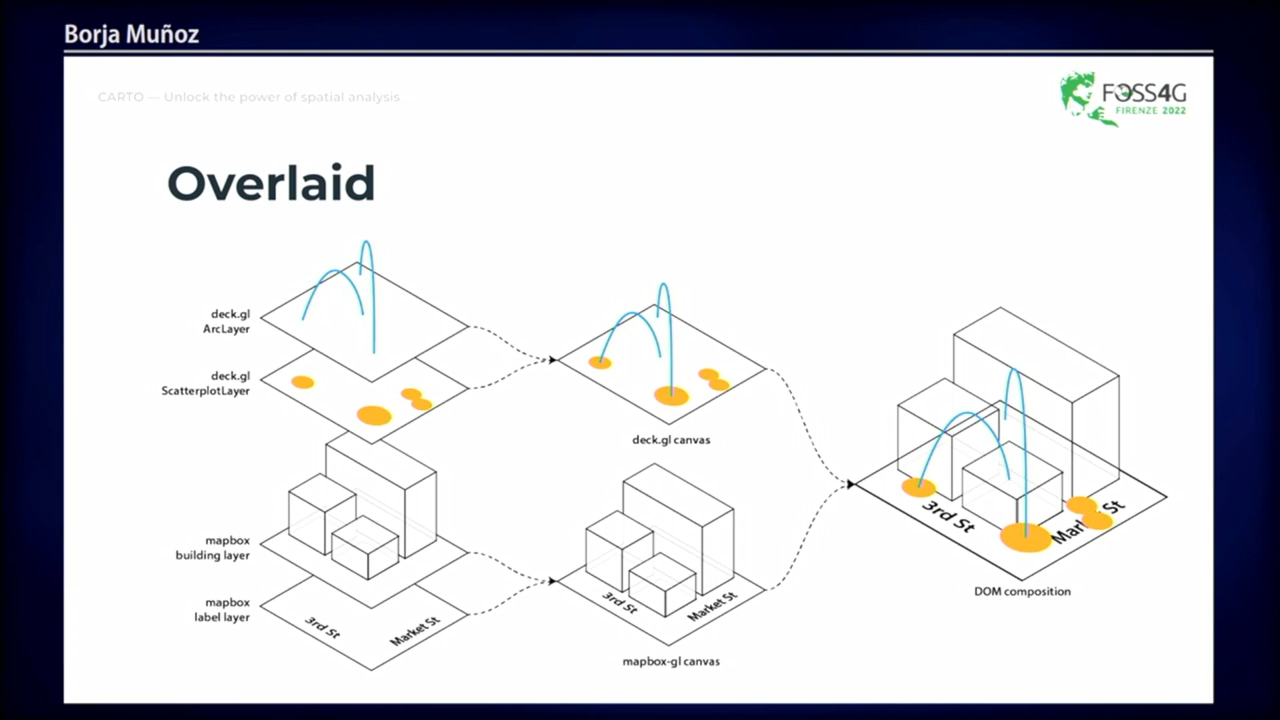 Borja Muñoz
CARTO — Unlock the power of spatial analysis
FOSS4G
FIRENZE 2022
Overlaid
deck.gl
ArcLayer
deck.gl
ScatterplotLayer
deck.gl canvas
mapbox
building layer
mapbox
label layer
3rd St
Market St
3rd St
Market St
mapbox-gl canvas
3rd St
Market St
DOM composition